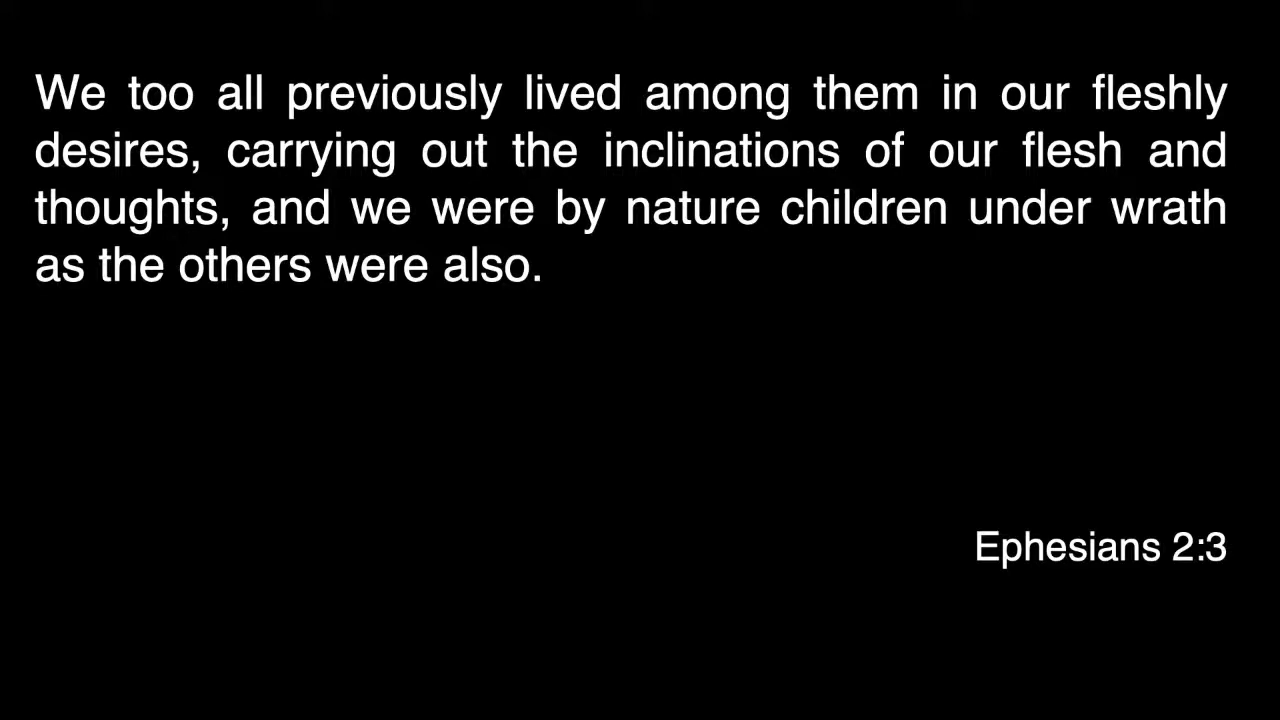 We too all previously lived among them in our fleshly
desires, carrying out the inclinations of our flesh and
thoughts, and we were by nature children under wrath
as the others were also.
Ephesians 2:3